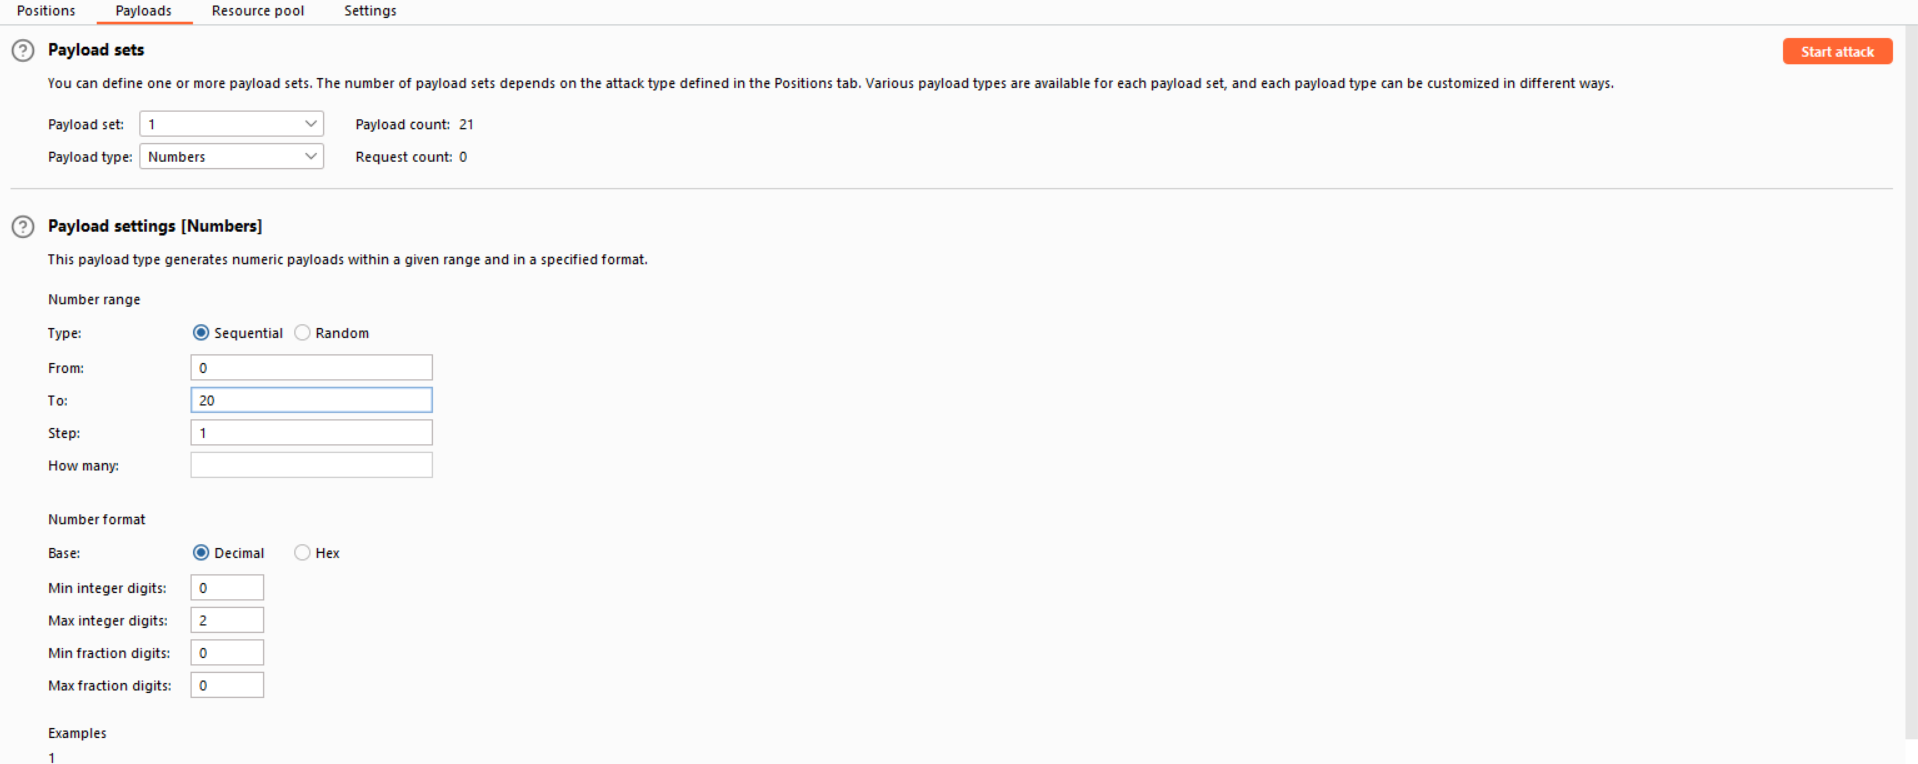 Positions Payloads Resource pool Settings
Payload sets
Start attack
You can define one or more payload sets. The number of payload sets depends on the attack type defined in the Positions tab. Various payload types are available for each payload set, and each payload type can be customized in different ways.
Payload set: 1 Payload count: 21
Payload type: Numbers Request count: 0
Payload settings [Numbers]
This payload type generates numeric payloads within a given range and in a specified format.
Number range
Type: Sequential Random
From: 0
To: 20
Step: 1
How many:
Number format
Base: Decimal Hex
Min integer digits: 0
Max integer digits: 2
Min fraction digits: 0
Max fraction digits: 0
Examples
1